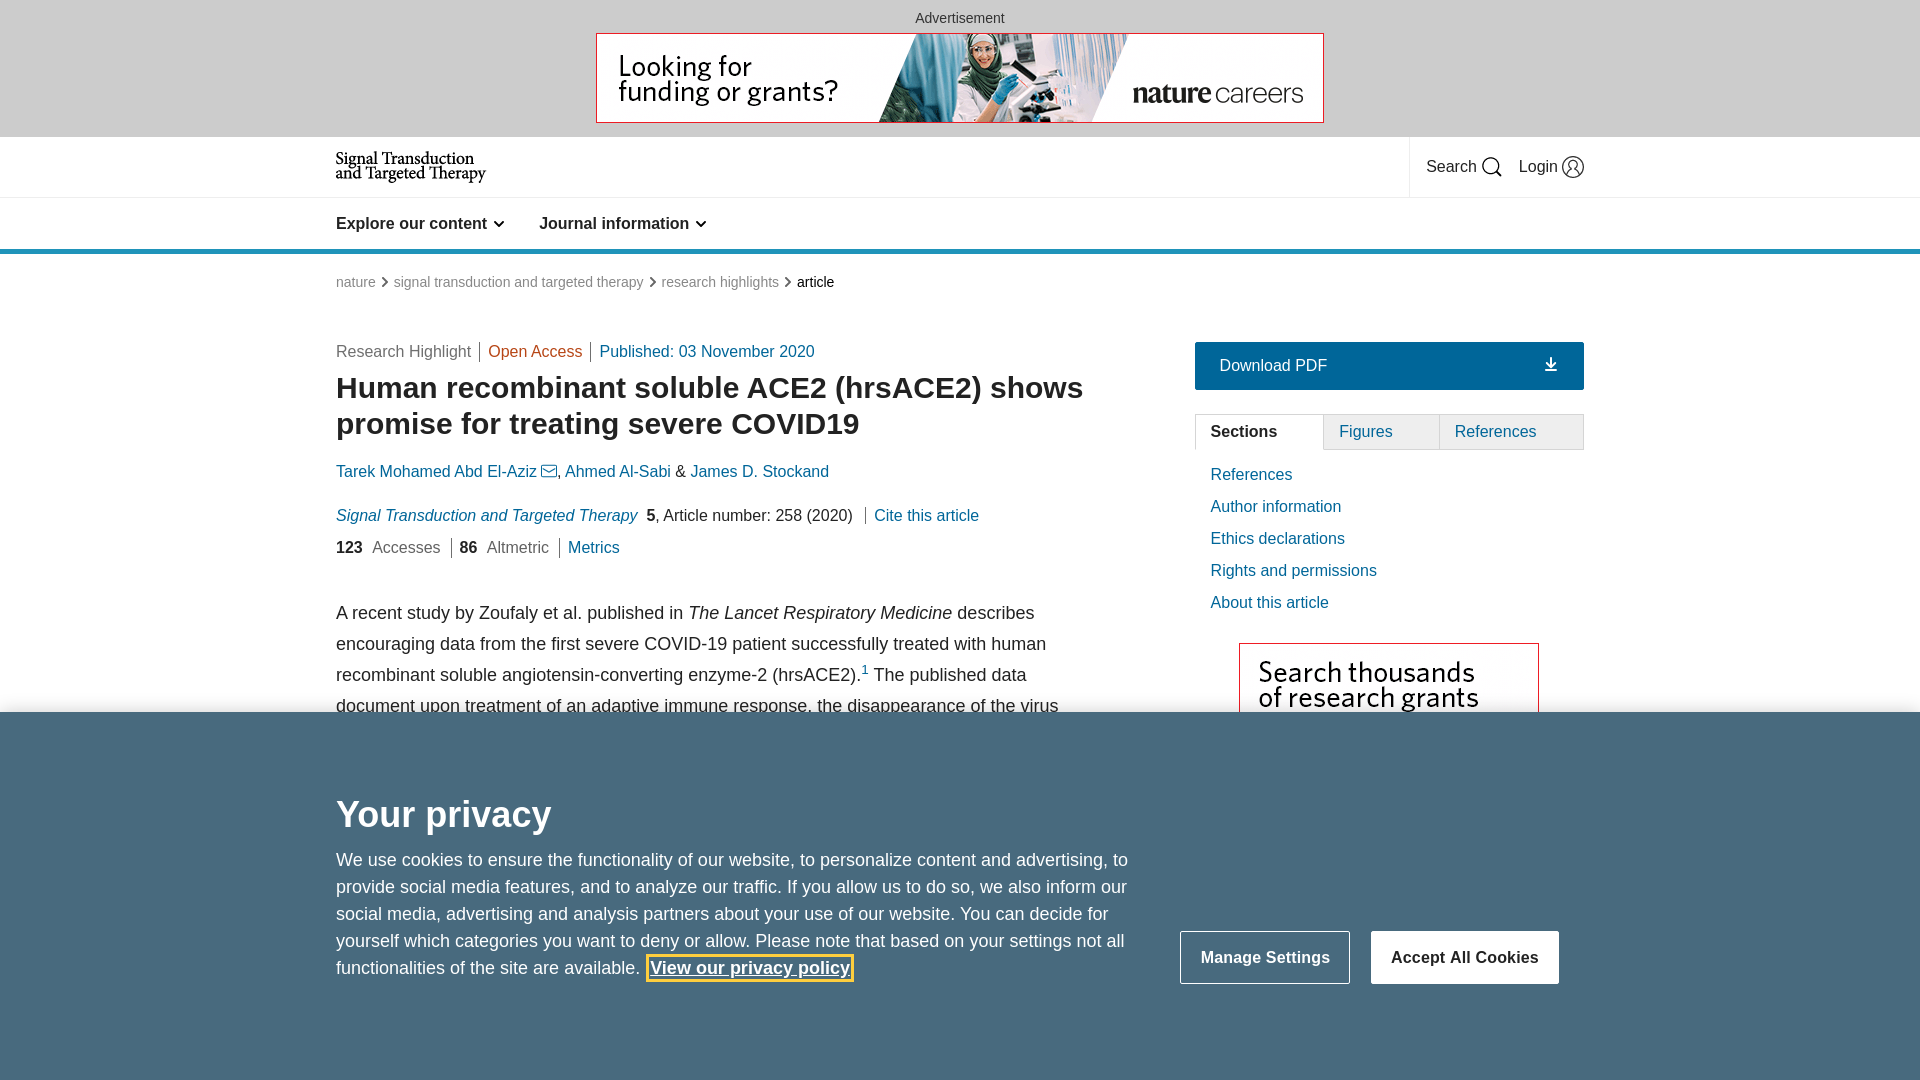 Advertisement
Looking for
funding or grants?
nature careers
Signal Transduction
and Targeted Therapy
Search
Login
Explore our content
Journal information
nature > signal transduction and targeted therapy > research highlights > article
Research Highlight | Open Access | Published: 03 November 2020
Human recombinant soluble ACE2 (hrsACE2) shows
promise for treating severe COVID19
Tarek Mohamed Abd El-Aziz, Ahmed Al-Sabi & James D. Stockand
Signal Transduction and Targeted Therapy 5, Article number: 258 (2020) | Cite this article
123 Accesses | 86 Altmetric | Metrics
A recent study by Zoufaly et al. published in The Lancet Respiratory Medicine describes
encouraging data from the first severe COVID-19 patient successfully treated with human
recombinant soluble angiotensin-converting enzyme-2 (hrsACE2).1 The published data
document upon treatment of an adaptive immune response, the disappearance of the virus
Download PDF
Sections
Figures
References
References
Author information
Ethics declarations
Rights and permissions
About this article
Search thousands
of research grants
Your privacy
We use cookies to ensure the functionality of our website, to personalize content and advertising, to
provide social media features, and to analyze our traffic. If you allow us to do so, we also inform our
social media, advertising and analysis partners about your use of our website. You can decide for
yourself which categories you want to deny or allow. Please note that based on your settings not all
functionalities of the site are available. View our privacy policy
Manage Settings
Accept All Cookies